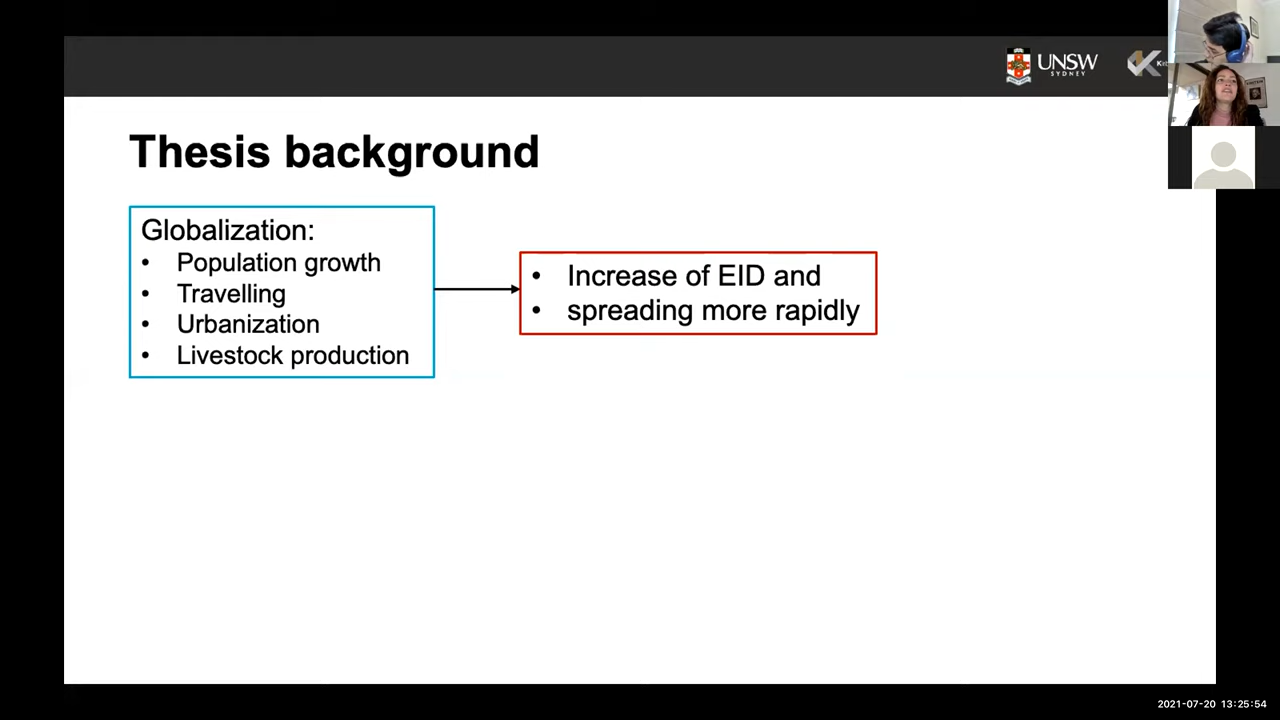 UNSW
SYDNEY
Thesis background
Globalization:
• Population growth
• Travelling
• Urbanization
• Livestock production
• Increase of EID and
• spreading more rapidly
2021-07-20 13:25:54